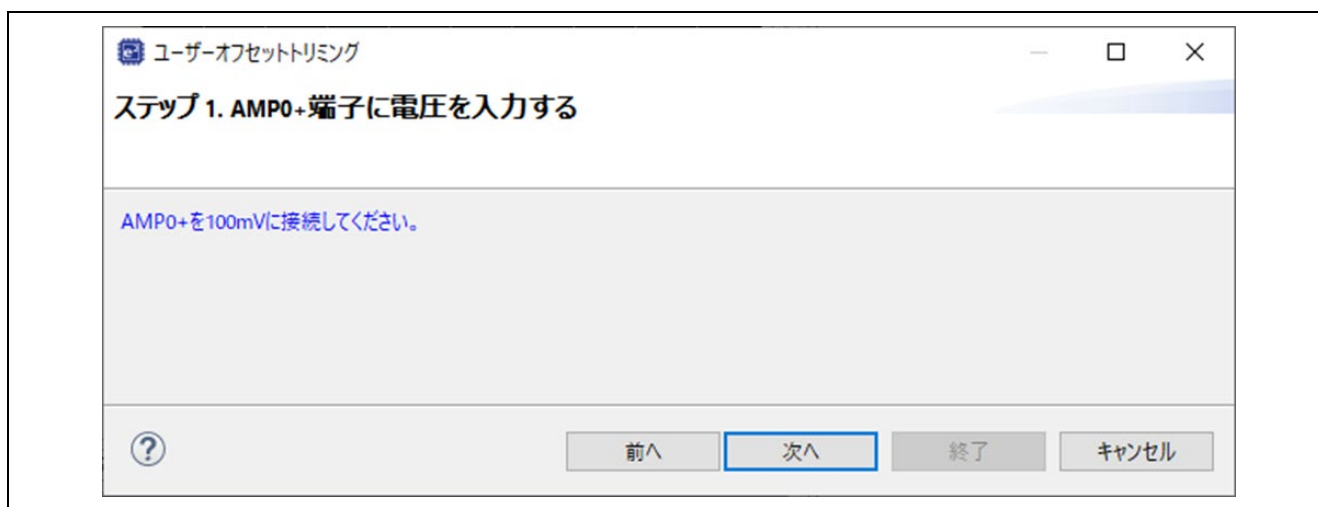 ユーザーオフセットトリミング
ステップ 1. AMP0+端子に電圧を入力する
AMP0+を100mVに接続してください。
前へ
次へ
終了
キャンセル